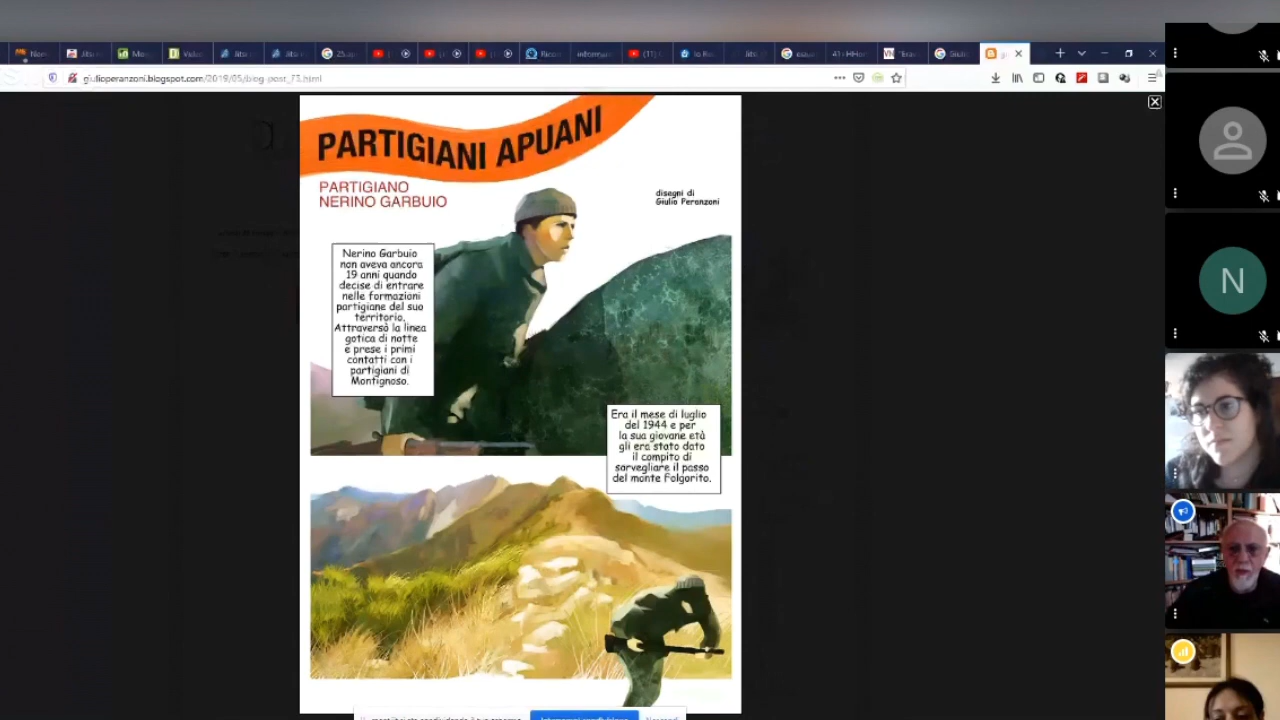 giulioperanzoni.blogspot.com/2019/05/blog-post_73.html
PARTIGIANI APUANI
PARTIGIANO
NERINO GARBUIO
disegni di
Giulio Peranzoni
Nerino Garbuio
non aveva ancora
19 anni quando
decise di entrare
nelle formazioni
partigiane del suo
territorio.
Attraversò la linea
gotica di notte
e prese i primi
contatti con i
partigiani di
Montignoso.
Era il mese di luglio
del 1944 e per
la sua giovane età
gli era stato dato
il compito di
sorvegliare il passo
del monte Folgorito.
N